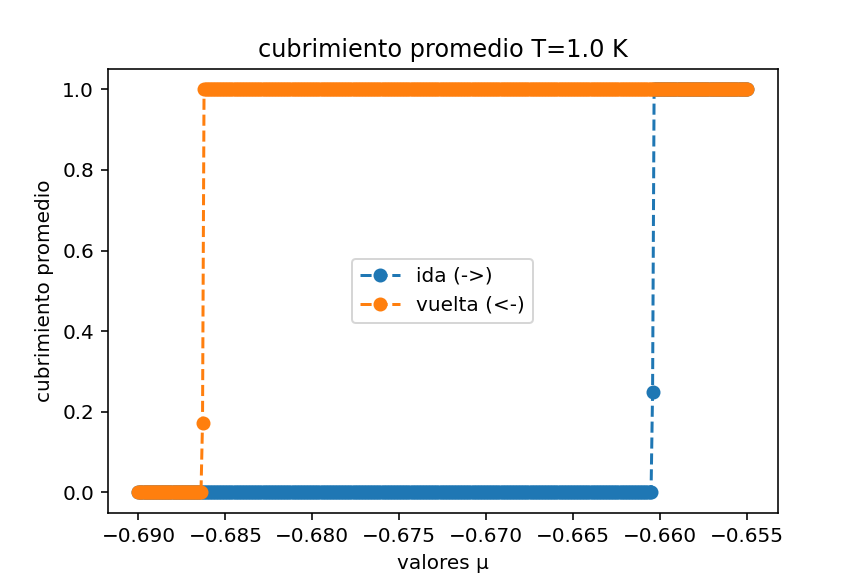 cubrimiento promedio T=1.0 K
cubrimiento promedio
1.0
0.8
0.6
0.4
0.2
0.0
ida (->)
vuelta (<-)
−0.690 −0.685 −0.680 −0.675 −0.670 −0.665 −0.660 −0.655
valores μ